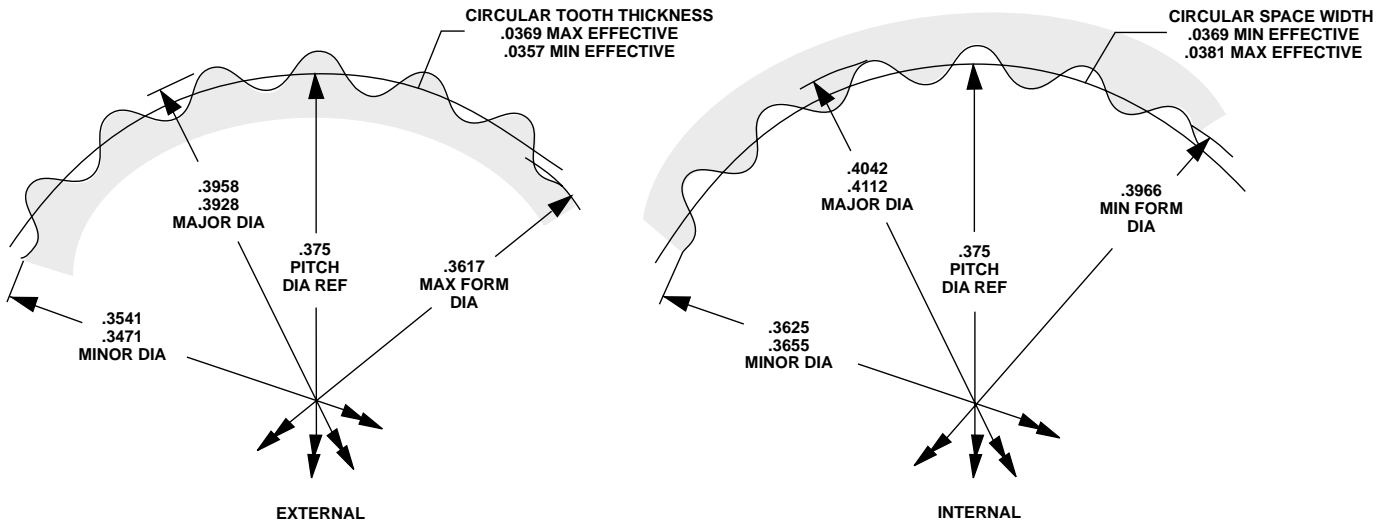 CIRCULAR TOOTH THICKNESS
.0369 MAX EFFECTIVE
.0357 MIN EFFECTIVE
.3958
.3928
MAJOR DIA
.375
PITCH
DIA REF
.3617
MAX FORM
DIA
.3541
.3471
MINOR DIA
EXTERNAL
CIRCULAR SPACE WIDTH
.0369 MIN EFFECTIVE
.0381 MAX EFFECTIVE
.4042
.4112
MAJOR DIA
.375
PITCH
DIA REF
.3966
MIN FORM
DIA
.3625
.3655
MINOR DIA
INTERNAL